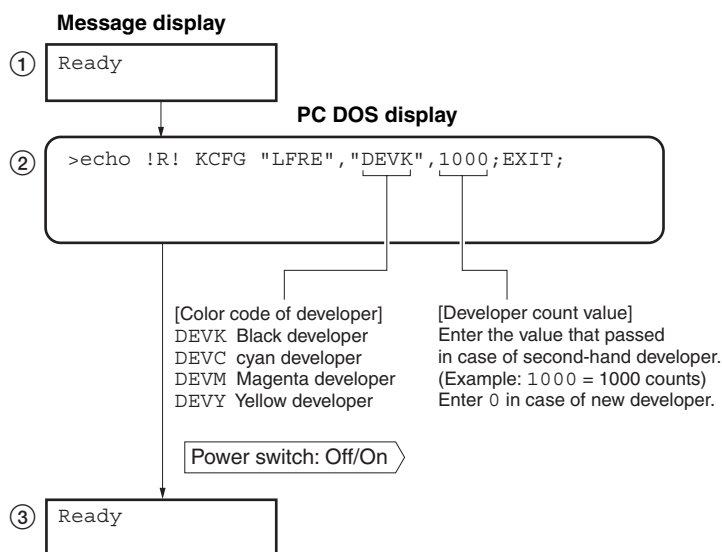 Message display
① Ready
PC DOS display
② >echo !R! KCFG "LFRE","DEVK",1000;EXIT;
[Color code of developer]
DEVK Black developer
DEVC cyan developer
DEVM Magenta developer
DEVY Yellow developer
[Developer count value]
Enter the value that passed
in case of second-hand developer.
(Example: 1000 = 1000 counts)
Enter 0 in case of new developer.
Power switch: Off/On
③ Ready